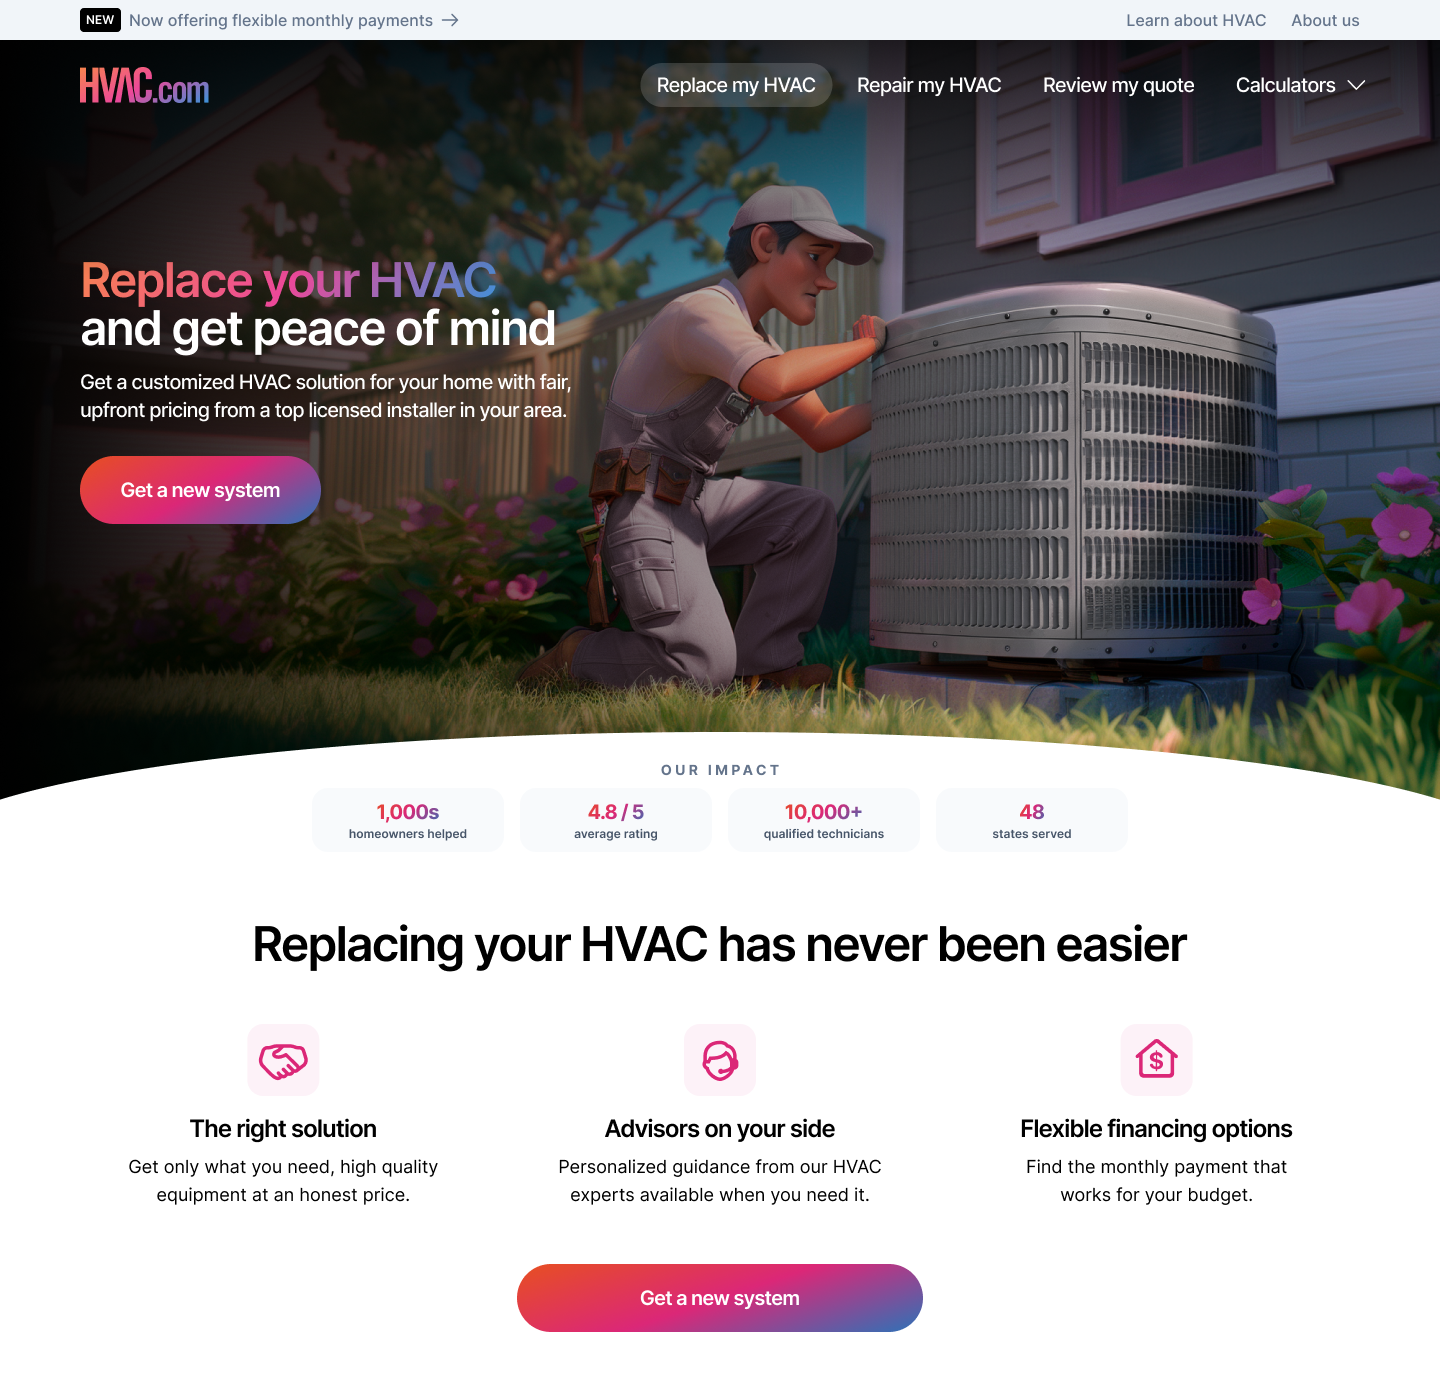 NEW Now offering flexible monthly payments
Learn about HVAC About us
HVAC.com
Replace my HVAC Repair my HVAC Review my quote Calculators
Replace your HVAC
and get peace of mind
Get a customized HVAC solution for your home with fair,
upfront pricing from a top licensed installer in your area.
Get a new system
OUR IMPACT
1,000s
homeowners helped
4.8 / 5
average rating
10,000+
qualified technicians
48
states served
Replacing your HVAC has never been easier
The right solution
Get only what you need, high quality
equipment at an honest price.
Advisors on your side
Personalized guidance from our HVAC
experts available when you need it.
Flexible financing options
Find the monthly payment that
works for your budget.
Get a new system